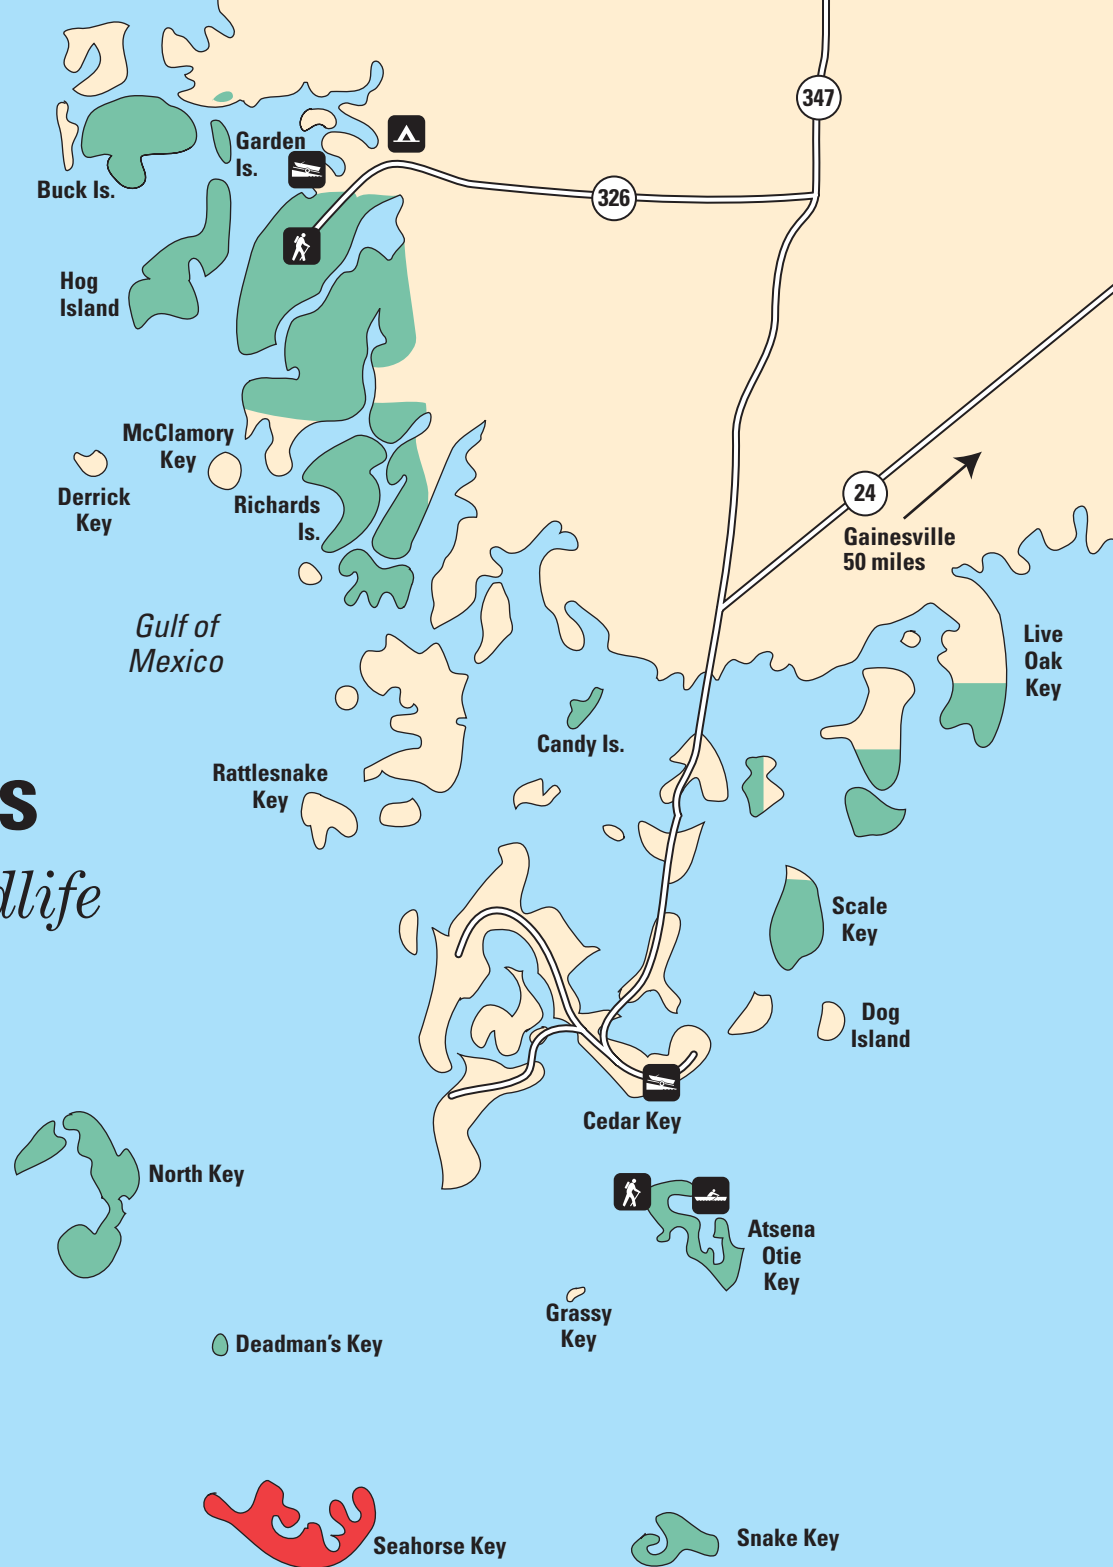 347
Garden
Is.
Buck Is.
326
Hog
Island
McClamory
Key
Derrick
Key
Richards
Is.
24
Gainesville
50 miles
Gulf of
Mexico
Live
Oak
Key
Candy Is.
Rattlesnake
Key
s
dlife
Scale
Key
Dog
Island
Cedar Key
North Key
Atsena
Otie
Key
Grassy
Key
Deadman's Key
Seahorse Key
Snake Key